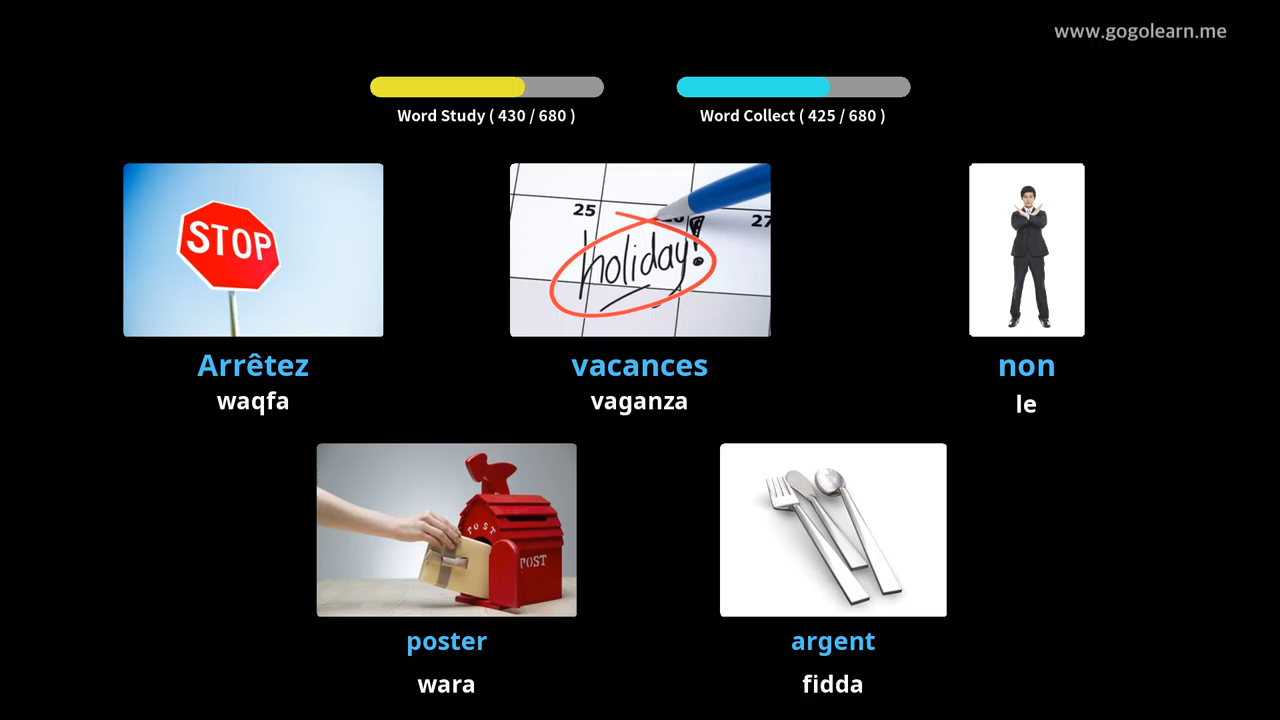 www.gogolearn.me
Word Study ( 430 / 680 )
Word Collect ( 425 / 680 )
STOP
25
27
holiday!
Arrêtez
waqfa
vacances
vaganza
non
le
POST
POST
poster
wara
argent
fidda